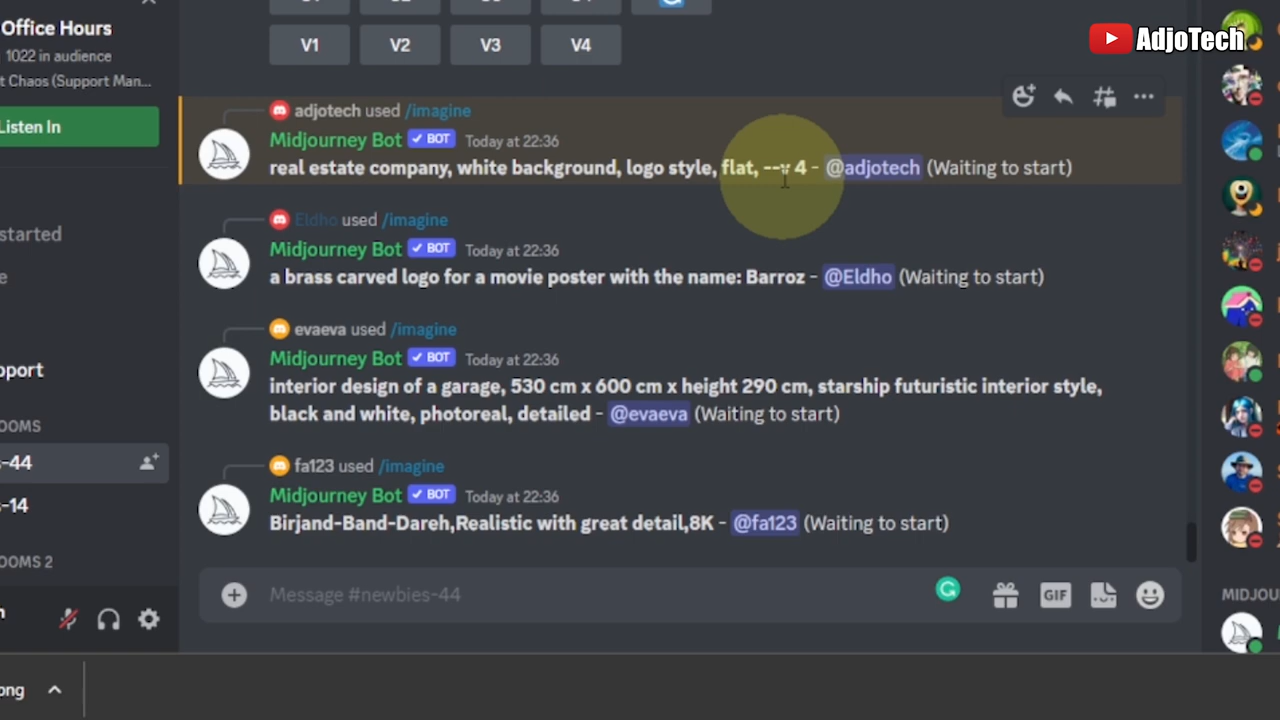 Office Hours
1022 in audience
t Chaos (Support Man...
Listen In
started
pport
OOMS
-44
-14
OOMS 2
V1 V2 V3 V4
AdjoTech
adjotech used /imagine
Midjourney Bot ✓ BOT Today at 22:36
real estate company, white background, logo style, flat, --v 4 - @adjotech (Waiting to start)
Eldho used /imagine
Midjourney Bot ✓ BOT Today at 22:36
a brass carved logo for a movie poster with the name: Barroz - @Eldho (Waiting to start)
evaeva used /imagine
Midjourney Bot ✓ BOT Today at 22:36
interior design of a garage, 530 cm x 600 cm x height 290 cm, starship futuristic interior style,
black and white, photoreal, detailed - @evaeva (Waiting to start)
fa123 used /imagine
Midjourney Bot ✓ BOT Today at 22:36
Birjand-Band-Dareh,Realistic with great detail,8K - @fa123 (Waiting to start)
Message #newbies-44
GIF
MIDJOU
ong